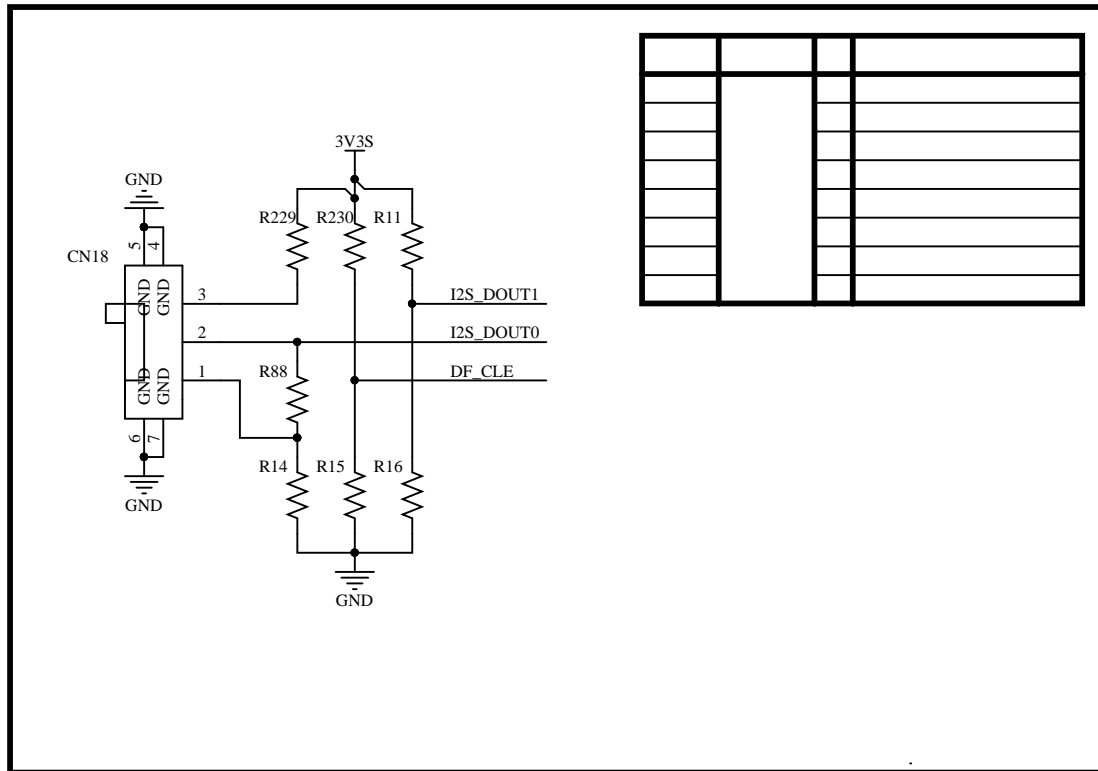 3V3S
GND
R229 R230 R11
5 4
CN18
GND GND
3 I2S_DOUT1
2 I2S_DOUT0
1 R88 DF_CLE
GND GND
6 7
R14 R15 R16
GND
GND